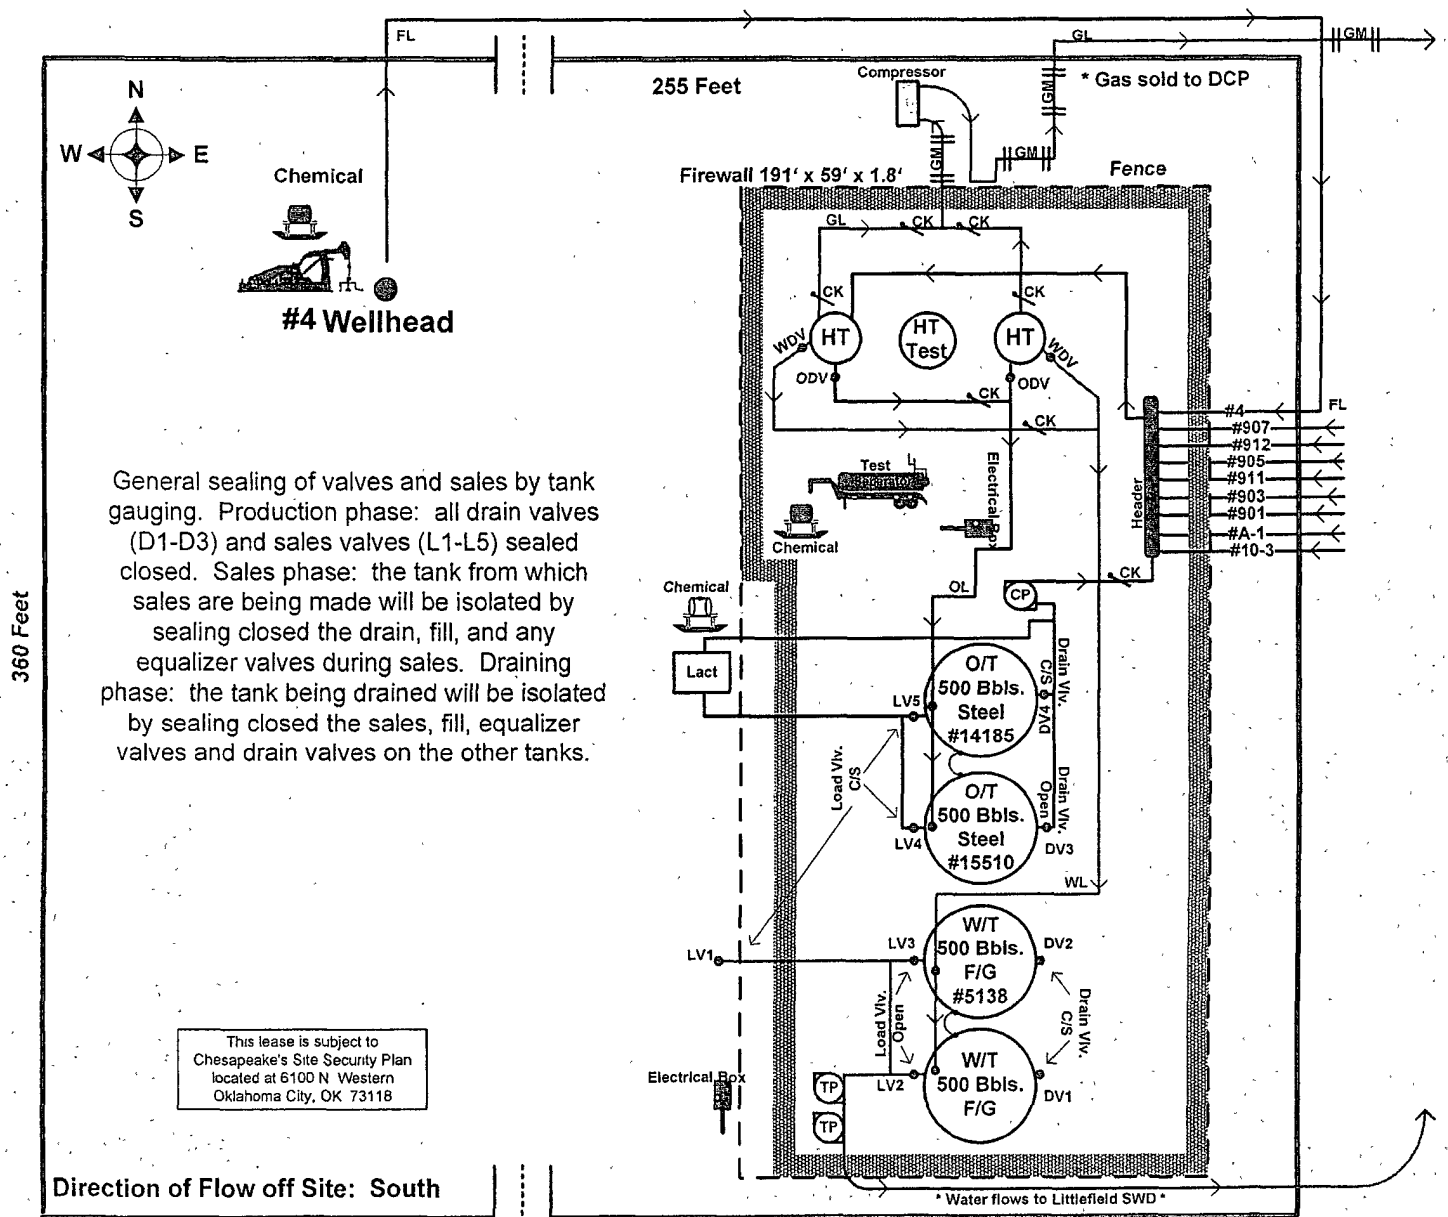 FL
GL
GM
255 Feet
Compressor
* Gas sold to DCP
GM
N
W
E
S
GM
GM
Chemical
Firewall 191' x 59' x 1.8'
Fence
#4 Wellhead
GL
CK
CK
CK
CK
HT
HT
Test
HT
WDV
WDV
ODV
ODV
CK
CK
#4
FL
#907
#912
#905
#911
#903
#901
#A-1
#10-3
Header
General sealing of valves and sales by tank
gauging. Production phase: all drain valves
(D1-D3) and sales valves (L1-L5) sealed
closed. Sales phase: the tank from which
sales are being made will be isolated by
sealing closed the drain, fill, and any
equalizer valves during sales. Draining
phase: the tank being drained will be isolated
by sealing closed the sales, fill, equalizer
valves and drain valves on the other tanks.
360 Feet
Test
Separator
Chemical
Electrical Box
Chemical
OL
CP
CK
Lact
O/T
500 Bbls.
Steel
#14185
LV5
Drain Vlv.
C/S
DV4
Load Vlv.
C/S
O/T
500 Bbls.
Steel
#15510
LV4
Drain Vlv.
Open
DV3
WL
LV1
LV3
W/T
500 Bbls.
F/G
#5138
DV2
Load Vlv.
Open
Drain Vlv.
C/S
LV2
W/T
500 Bbls.
F/G
DV1
This lease is subject to
Chesapeake's Site Security Plan
located at 6100 N Western
Oklahoma City, OK 73118
Electrical Box
TP
TP
Direction of Flow off Site: South
* Water flows to Littlefield SWD *